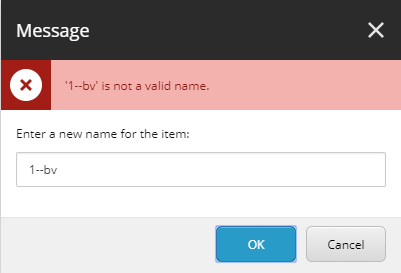 Message
'1--bv' is not a valid name.
Enter a new name for the item:
1--bv
OK
Cancel